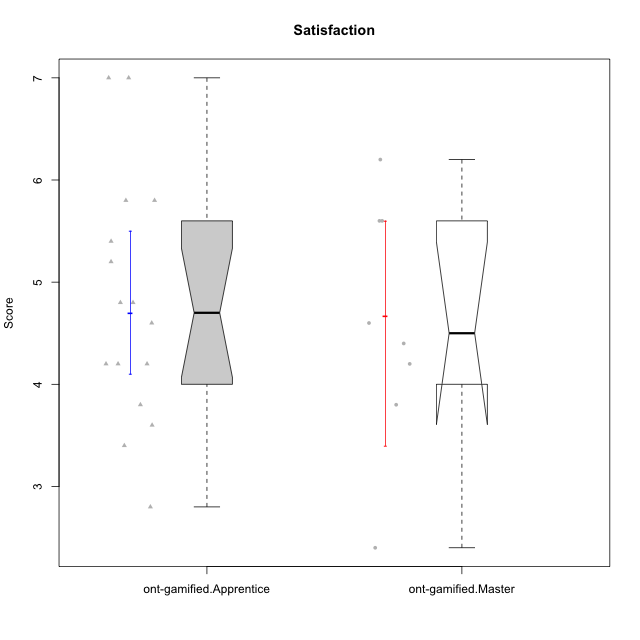 Satisfaction
Score
7
6
5
4
3
ont-gamified.Apprentice
ont-gamified.Master